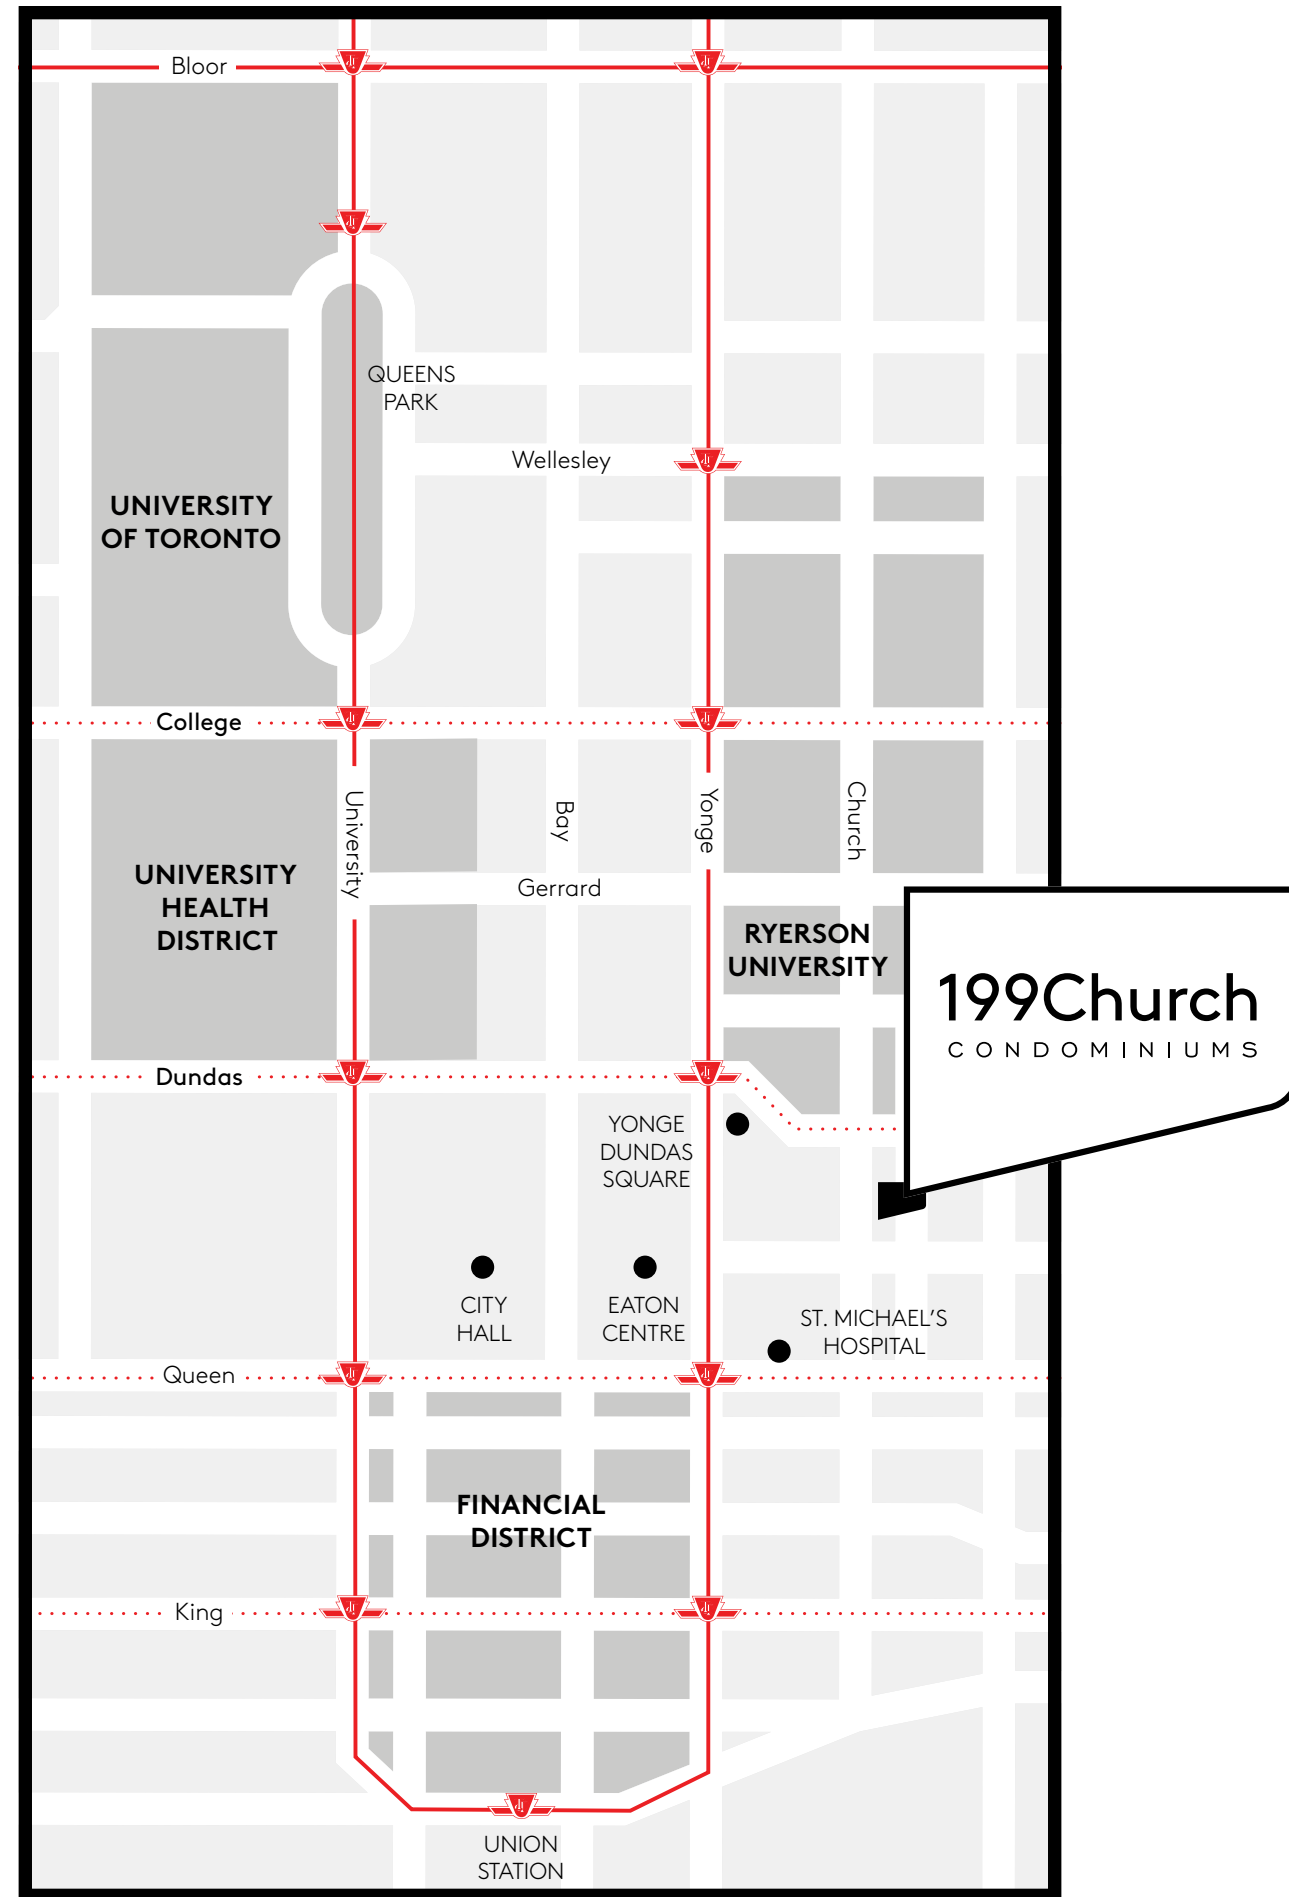 Bloor
QUEENS
PARK
Wellesley
UNIVERSITY
OF TORONTO
College
University
Bay
Yonge
Church
UNIVERSITY
HEALTH
DISTRICT
Gerrard
RYERSON
UNIVERSITY
199Church
CONDOMINIUMS
Dundas
YONGE
DUNDAS
SQUARE
CITY
HALL
EATON
CENTRE
ST. MICHAEL'S
HOSPITAL
Queen
FINANCIAL
DISTRICT
King
UNION
STATION